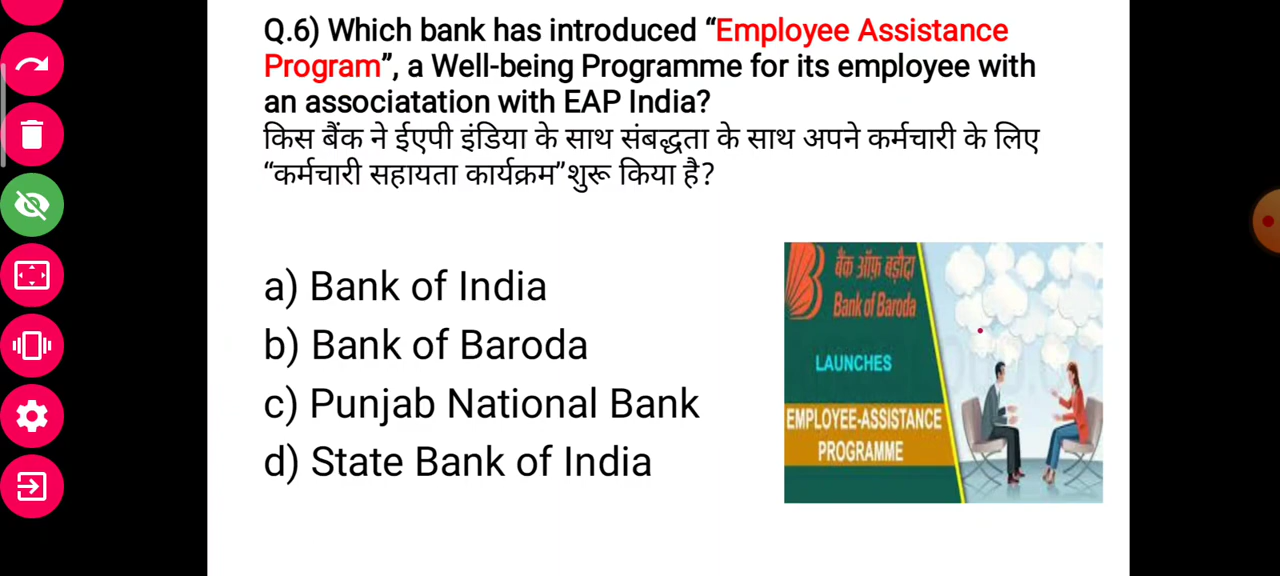 Q.6) Which bank has introduced “Employee Assistance
Program”, a Well-being Programme for its employee with
an associatation with EAP India?
किस बैंक ने ईएपी इंडिया के साथ संबद्धता के साथ अपने कर्मचारी के लिए
“कर्मचारी सहायता कार्यक्रम”शुरू किया है?
a) Bank of India
b) Bank of Baroda
c) Punjab National Bank
d) State Bank of India
बैंक ऑफ़ बड़ौदा
Bank of Baroda
LAUNCHES
EMPLOYEE-ASSISTANCE
PROGRAMME